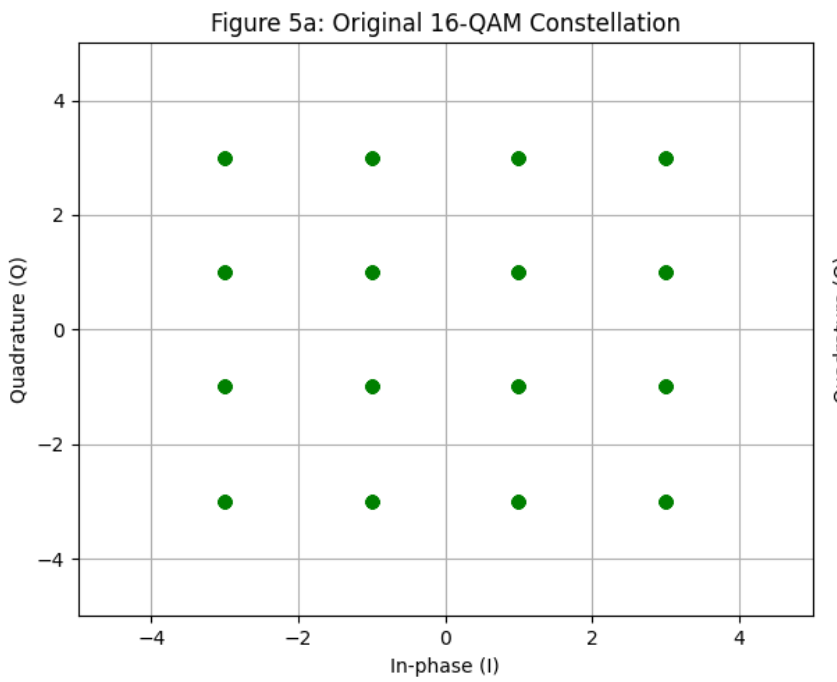 Figure 5a: Original 16-QAM Constellation
4
2
0
−2
−4
Quadrature (Q)
−4 −2 0 2 4
In-phase (I)